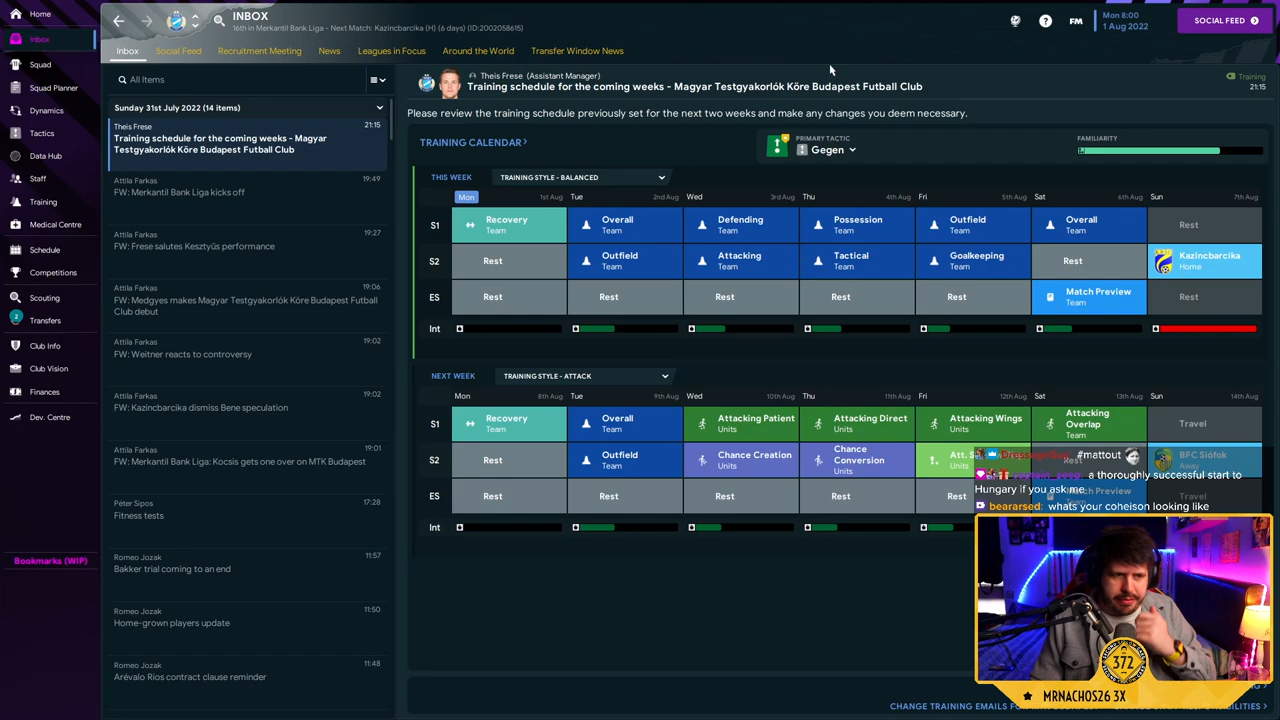 Home
Inbox
Squad
Squad Planner
Dynamics
Tactics
Data Hub
Staff
Training
Medical Centre
Schedule
Competitions
Scouting
2
Transfers
Club Info
Club Vision
Finances
Dev. Centre
Bookmarks (WIP)
INBOX
16th in Merkantil Bank Liga - Next Match: Kazincbarcika (H) (6 days) (ID:2002058615)
FM
Mon 8:00
1 Aug 2022
SOCIAL FEED
Inbox
Social Feed
Recruitment Meeting
News
Leagues in Focus
Around the World
Transfer Window News
All Items
Sunday 31st July 2022 (14 items)
Theis Frese
21:15
Training schedule for the coming weeks - Magyar
Testgyakorlók Köre Budapest Futball Club
Attila Farkas
19:49
FW: Merkantil Bank Liga kicks off
Attila Farkas
19:27
FW: Frese salutes Kesztyűs performance
Attila Farkas
19:06
FW: Medgyes makes Magyar Testgyakorlók Köre Budapest Futball
Club debut
Attila Farkas
19:02
FW: Weitner reacts to controversy
Attila Farkas
19:02
FW: Kazincbarcika dismiss Bene speculation
Attila Farkas
19:01
FW: Merkantil Bank Liga: Kocsis gets one over on MTK Budapest
Péter Sipos
17:28
Fitness tests
Romeo Jozak
11:57
Bakker trial coming to an end
Romeo Jozak
11:50
Home-grown players update
Romeo Jozak
11:48
Arévalo Ríos contract clause reminder
Theis Frese (Assistant Manager)
Training schedule for the coming weeks - Magyar Testgyakorlók Köre Budapest Futball Club
Training
21:15
Please review the training schedule previously set for the next two weeks and make any changes you deem necessary.
TRAINING CALENDAR
PRIMARY TACTIC
Gegen
FAMILIARITY
THIS WEEK
TRAINING STYLE - BALANCED
Mon 1st Aug Tue 2nd Aug Wed 3rd Aug Thu 4th Aug Fri 5th Aug Sat 6th Aug Sun 7th Aug
S1
Recovery
Team
Overall
Team
Defending
Team
Possession
Team
Outfield
Team
Overall
Team
Rest
S2
Rest
Outfield
Team
Attacking
Team
Tactical
Team
Goalkeeping
Team
Rest
Kazincbarcika
Home
ES
Rest
Rest
Rest
Rest
Rest
Match Preview
Team
Rest
Int
NEXT WEEK
TRAINING STYLE - ATTACK
Mon 8th Aug Tue 9th Aug Wed 10th Aug Thu 11th Aug Fri 12th Aug Sat 13th Aug Sun 14th Aug
S1
Recovery
Team
Overall
Team
Attacking Patient
Units
Attacking Direct
Units
Attacking Wings
Units
Attacking
Overlap
Team
Travel
S2
Rest
Outfield
Team
Chance Creation
Units
Chance
Conversion
Units
Att. S
Rest
BFC Siófok
Away
ES
Rest
Rest
Rest
Rest
Rest
Match Preview
Team
Travel
Int
#mattout
a thoroughly successful start to
Hungary if you ask me
beararsed: whats your coheison looking like
372
MRNACHOS26 3X
CHANGE TRAINING EMAILS FOR